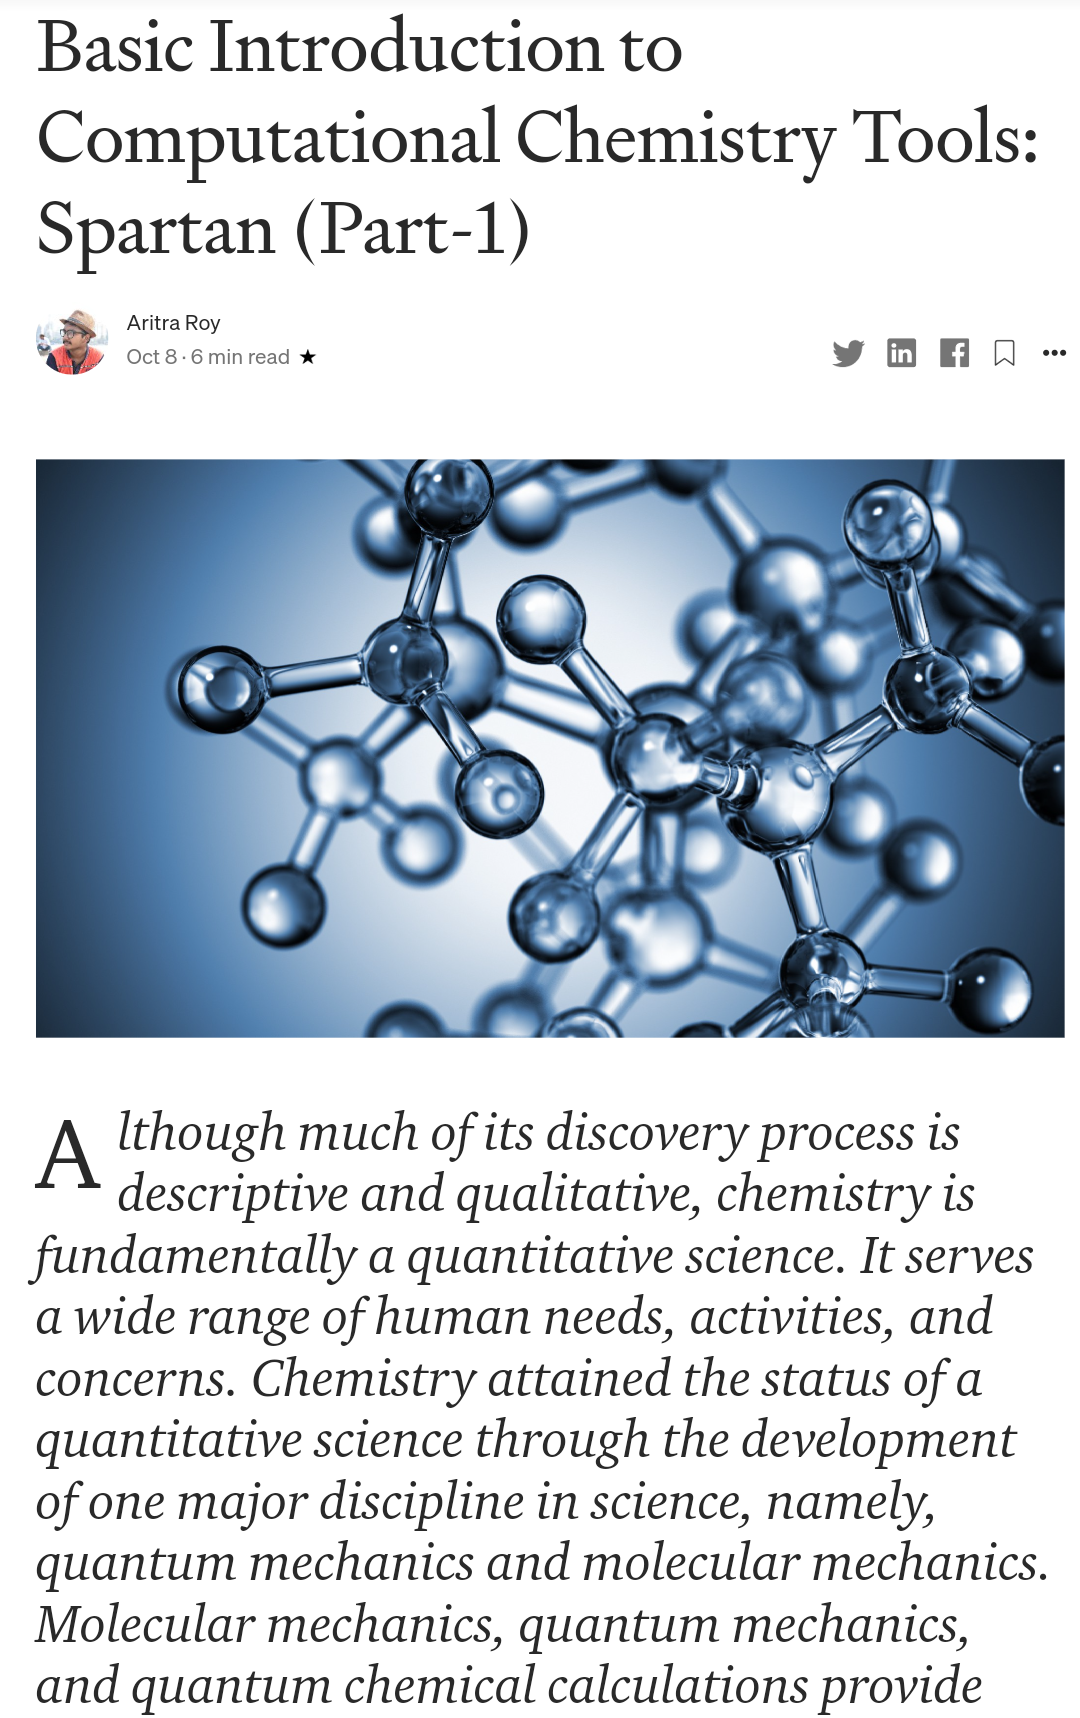 Basic Introduction to
Computational Chemistry Tools:
Spartan (Part-1)
Aritra Roy
Oct 8 · 6 min read ★
Although much of its discovery process is
descriptive and qualitative, chemistry is
fundamentally a quantitative science. It serves
a wide range of human needs, activities, and
concerns. Chemistry attained the status of a
quantitative science through the development
of one major discipline in science, namely,
quantum mechanics and molecular mechanics.
Molecular mechanics, quantum mechanics,
and quantum chemical calculations provide